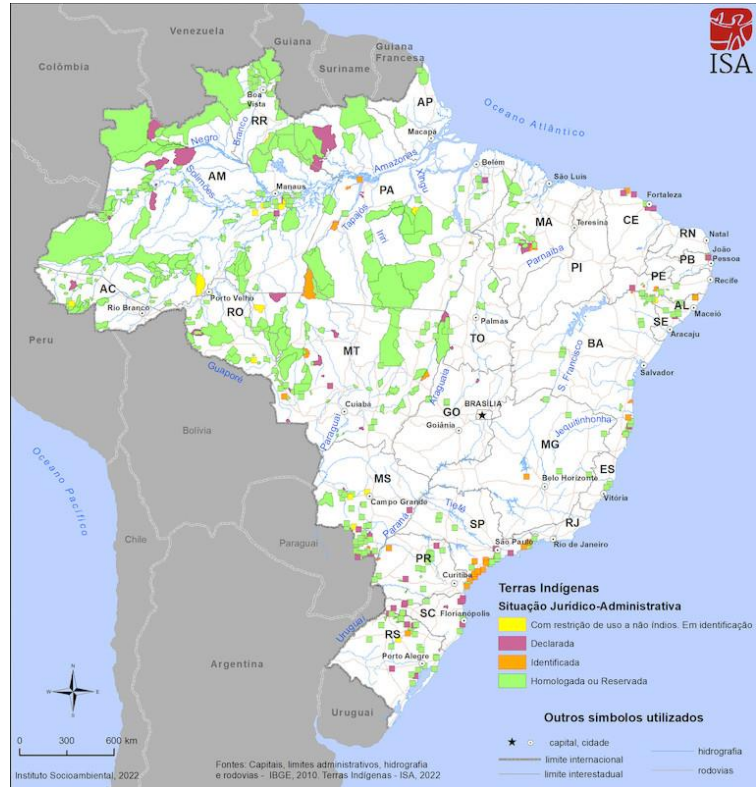 ISA
Venezuela
Guiana
Guiana
Francesa
Suriname
Colômbia
Boa
Vista
RR
AP
Macapá
Oceano Atlântico
Negro
Branco
Solimões
AM
Manaus
Amazonas
PA
Xingu
Tapajós
Iriri
Belém
São Luís
Fortaleza
MA
Teresina
CE
RN
Natal
Parnaíba
PI
PB
João
Pessoa
PE
Recife
AL
Maceió
SE
Aracaju
AC
Rio Branco
Porto Velho
RO
Palmas
TO
BA
S. Francisco
Salvador
Peru
MT
Araguaia
Guaporé
Cuiabá
Paraguai
GO
BRASÍLIA
Goiânia
Bolívia
Jequitinhonha
MG
Belo Horizonte
ES
Vitória
MS
Campo Grande
Tietê
Paraná
SP
São Paulo
RJ
Rio de Janeiro
Oceano Pacífico
Chile
Paraguai
PR
Curitiba
SC
Florianópolis
Uruguai
RS
Porto Alegre
Argentina
Uruguai
Terras Indígenas
Situação Jurídico-Administrativa
Com restrição de uso a não índios. Em identificação
Declarada
Identificada
Homologada ou Reservada
Outros símbolos utilizados
capital, cidade
limite internacional
limite interestadual
hidrografia
rodovias
N
W
E
S
0 300 600 km
Instituto Socioambiental, 2022
Fontes: Capitais, limites administrativos, hidrografia
e rodovias - IBGE, 2010. Terras Indígenas - ISA, 2022